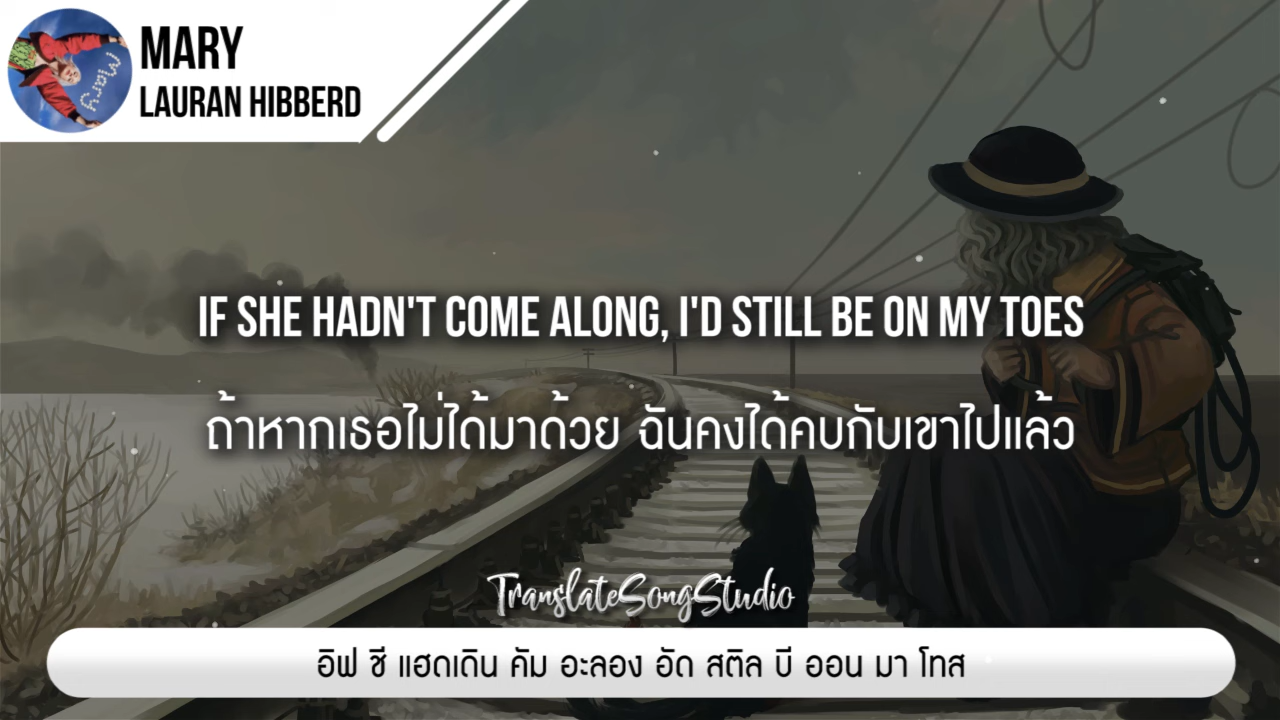 MARY
LAURAN HIBBERD
Mary
IF SHE HADN'T COME ALONG, I'D STILL BE ON MY TOES
ถ้าหากเธอไม่ได้มาด้วย ฉันคงได้คบกับเขาไปแล้ว
TranslateSongStudio
อิฟ ชี แฮดเดิน คัม อะลอง อัด สติล บี ออน มา โทส